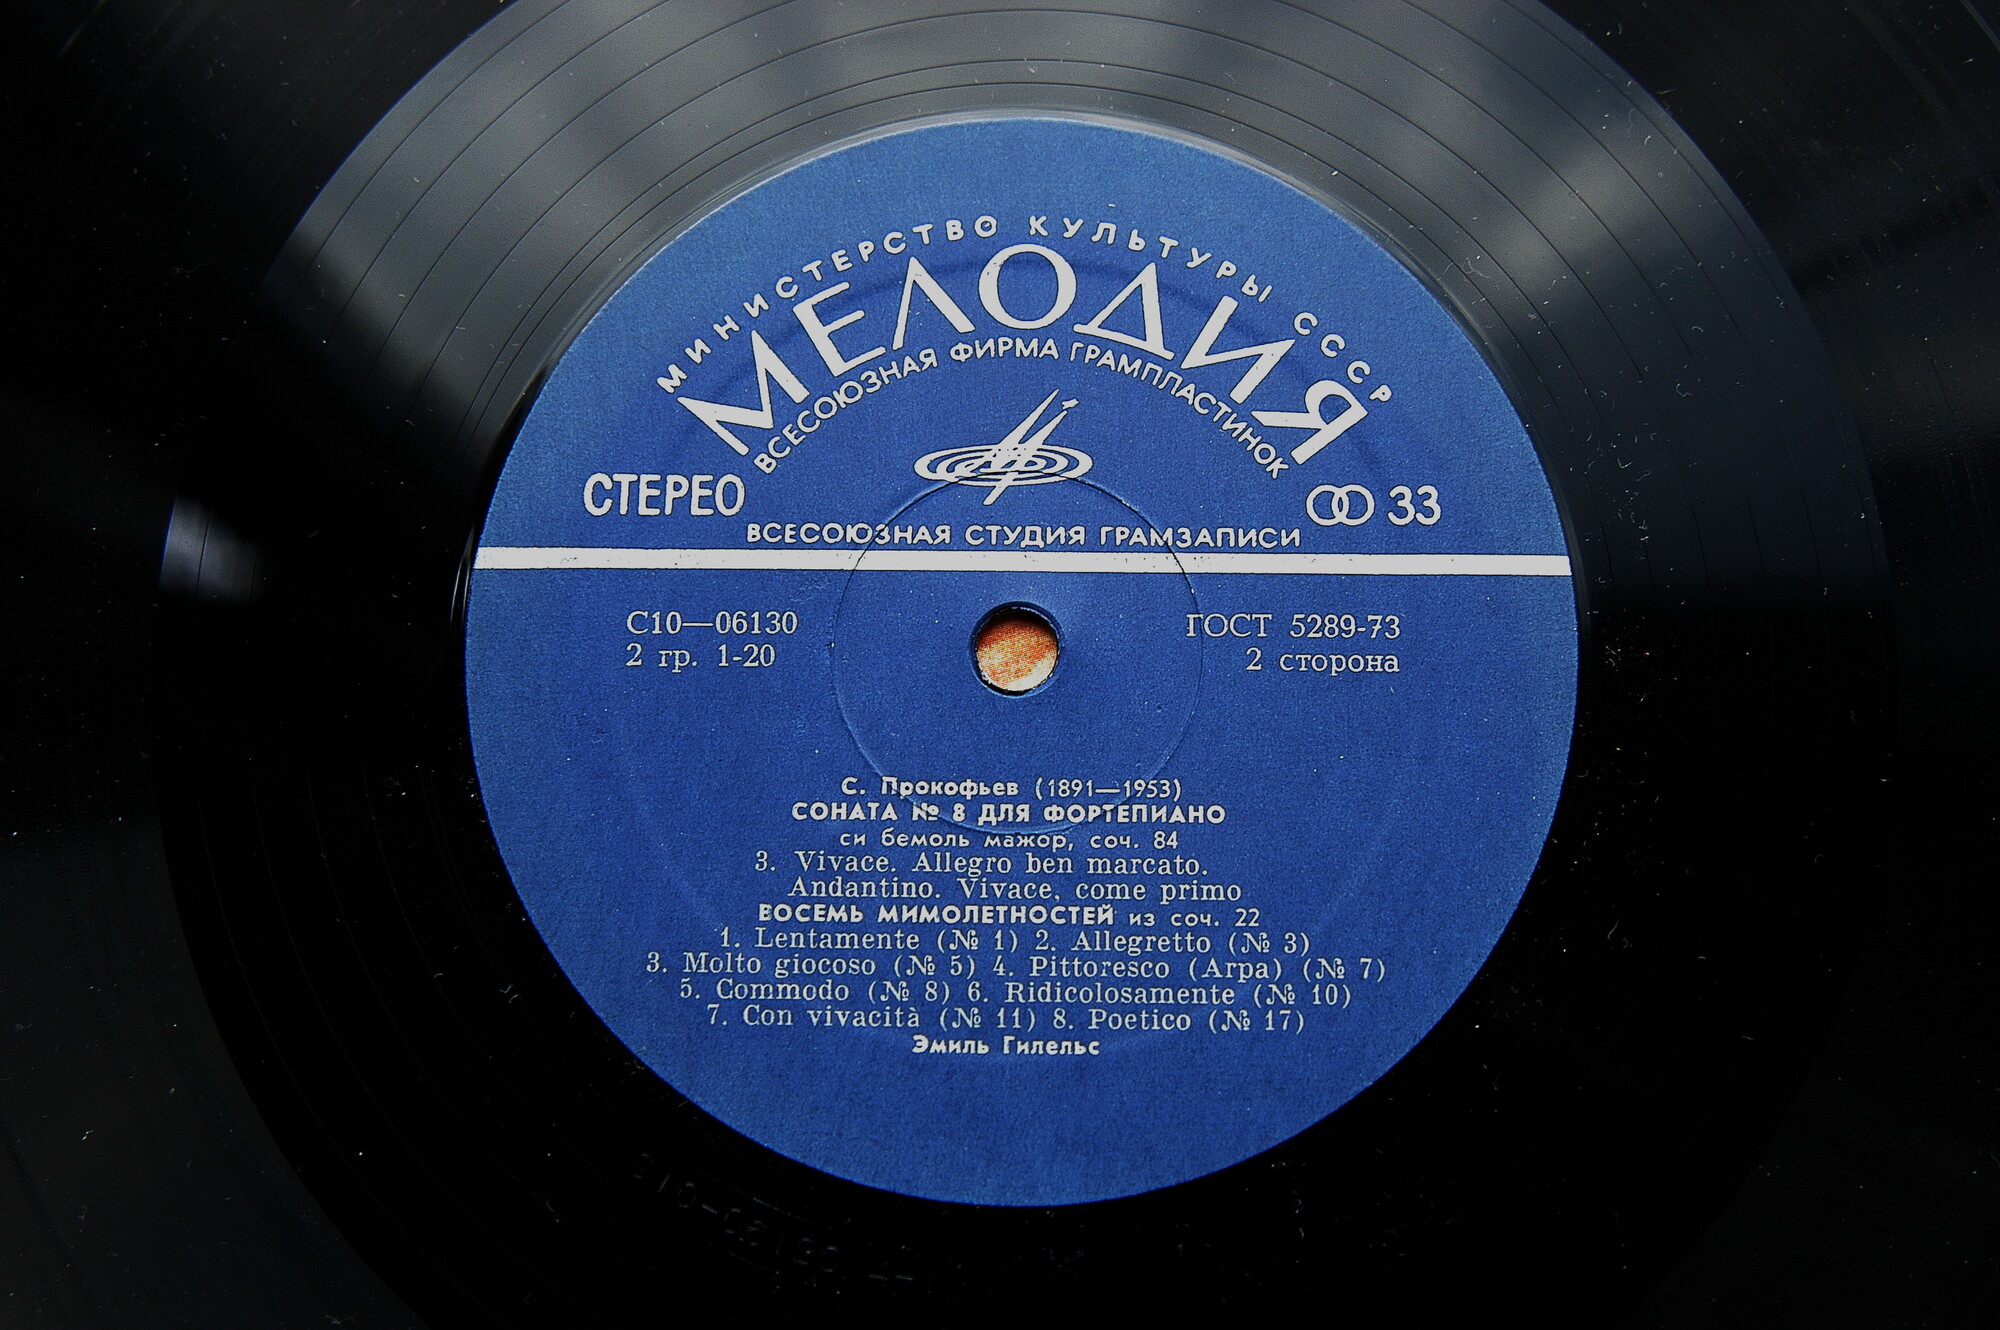 МИНИСТЕРСТВО КУЛЬТУРЫ СССР
МЕЛОДИЯ
ВСЕСОЮЗНАЯ ФИРМА ГРАМПЛАСТИНОК
СТЕРЕО
33
ВСЕСОЮЗНАЯ СТУДИЯ ГРАМЗАПИСИ
С10—06130
2 гр. 1-20
ГОСТ 5289-73
2 сторона
С. Прокофьев (1891—1953)
СОНАТА № 8 ДЛЯ ФОРТЕПИАНО
си бемоль мажор, соч. 84
3. Vivace. Allegro ben marcato.
Andantino. Vivace, come primo
ВОСЕМЬ МИМОЛЕТНОСТЕЙ из соч. 22
1. Lentamente (№ 1) 2. Allegretto (№ 3)
3. Molto giocoso (№ 5) 4. Pittoresco (Arpa) (№ 7)
5. Commodo (№ 8) 6. Ridicolosamente (№ 10)
7. Con vivacità (№ 11) 8. Poetico (№ 17)
Эмиль Гилельс